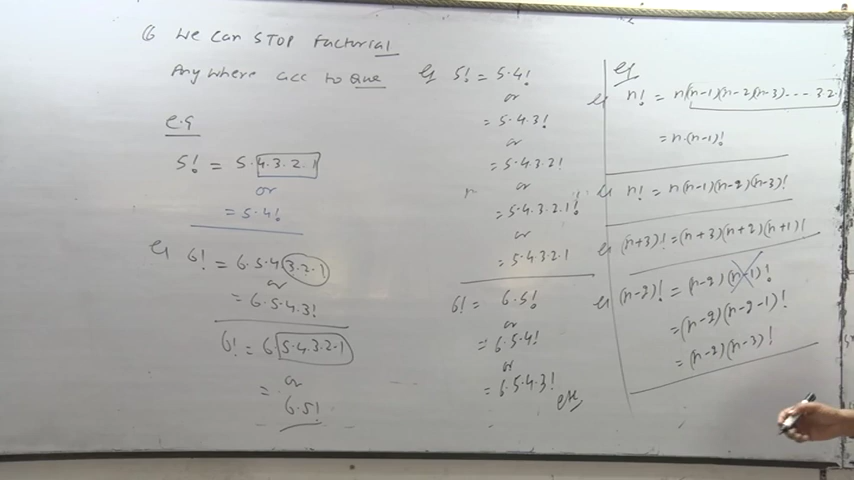 6 We can STOP factorial
Anywhere acc to Que
e.g
5! = 5.4.3.2.1
or
= 5.4!
eg 6! = 6.5.4.3.2.1
or
= 6.5.4.3!
6! = 6.5.4.3.2.1
or
= 6.5!
eg 5! = 5.4!
or
= 5.4.3!
or
= 5.4.3.2!
or
= 5.4.3.2.1!
or
= 5.4.3.2.1
6! = 6.5!
or
= 6.5.4!
or
= 6.5.4.3!
etc
eg
eg n! = n(n-1)(n-2)(n-3)---3.2.1
= n.(n-1)!
eg n! = n(n-1)(n-2)(n-3)!
eg (n+3)! = (n+3)(n+2)(n+1)!
eg (n-2)! = (n-2)(n-1)!
= (n-2)(n-2-1)!
= (n-2)(n-3)!